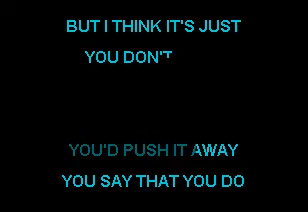 BUT I THINK IT'S JUST
YOU DON'T
YOU'D PUSH IT AWAY
YOU SAY THAT YOU DO